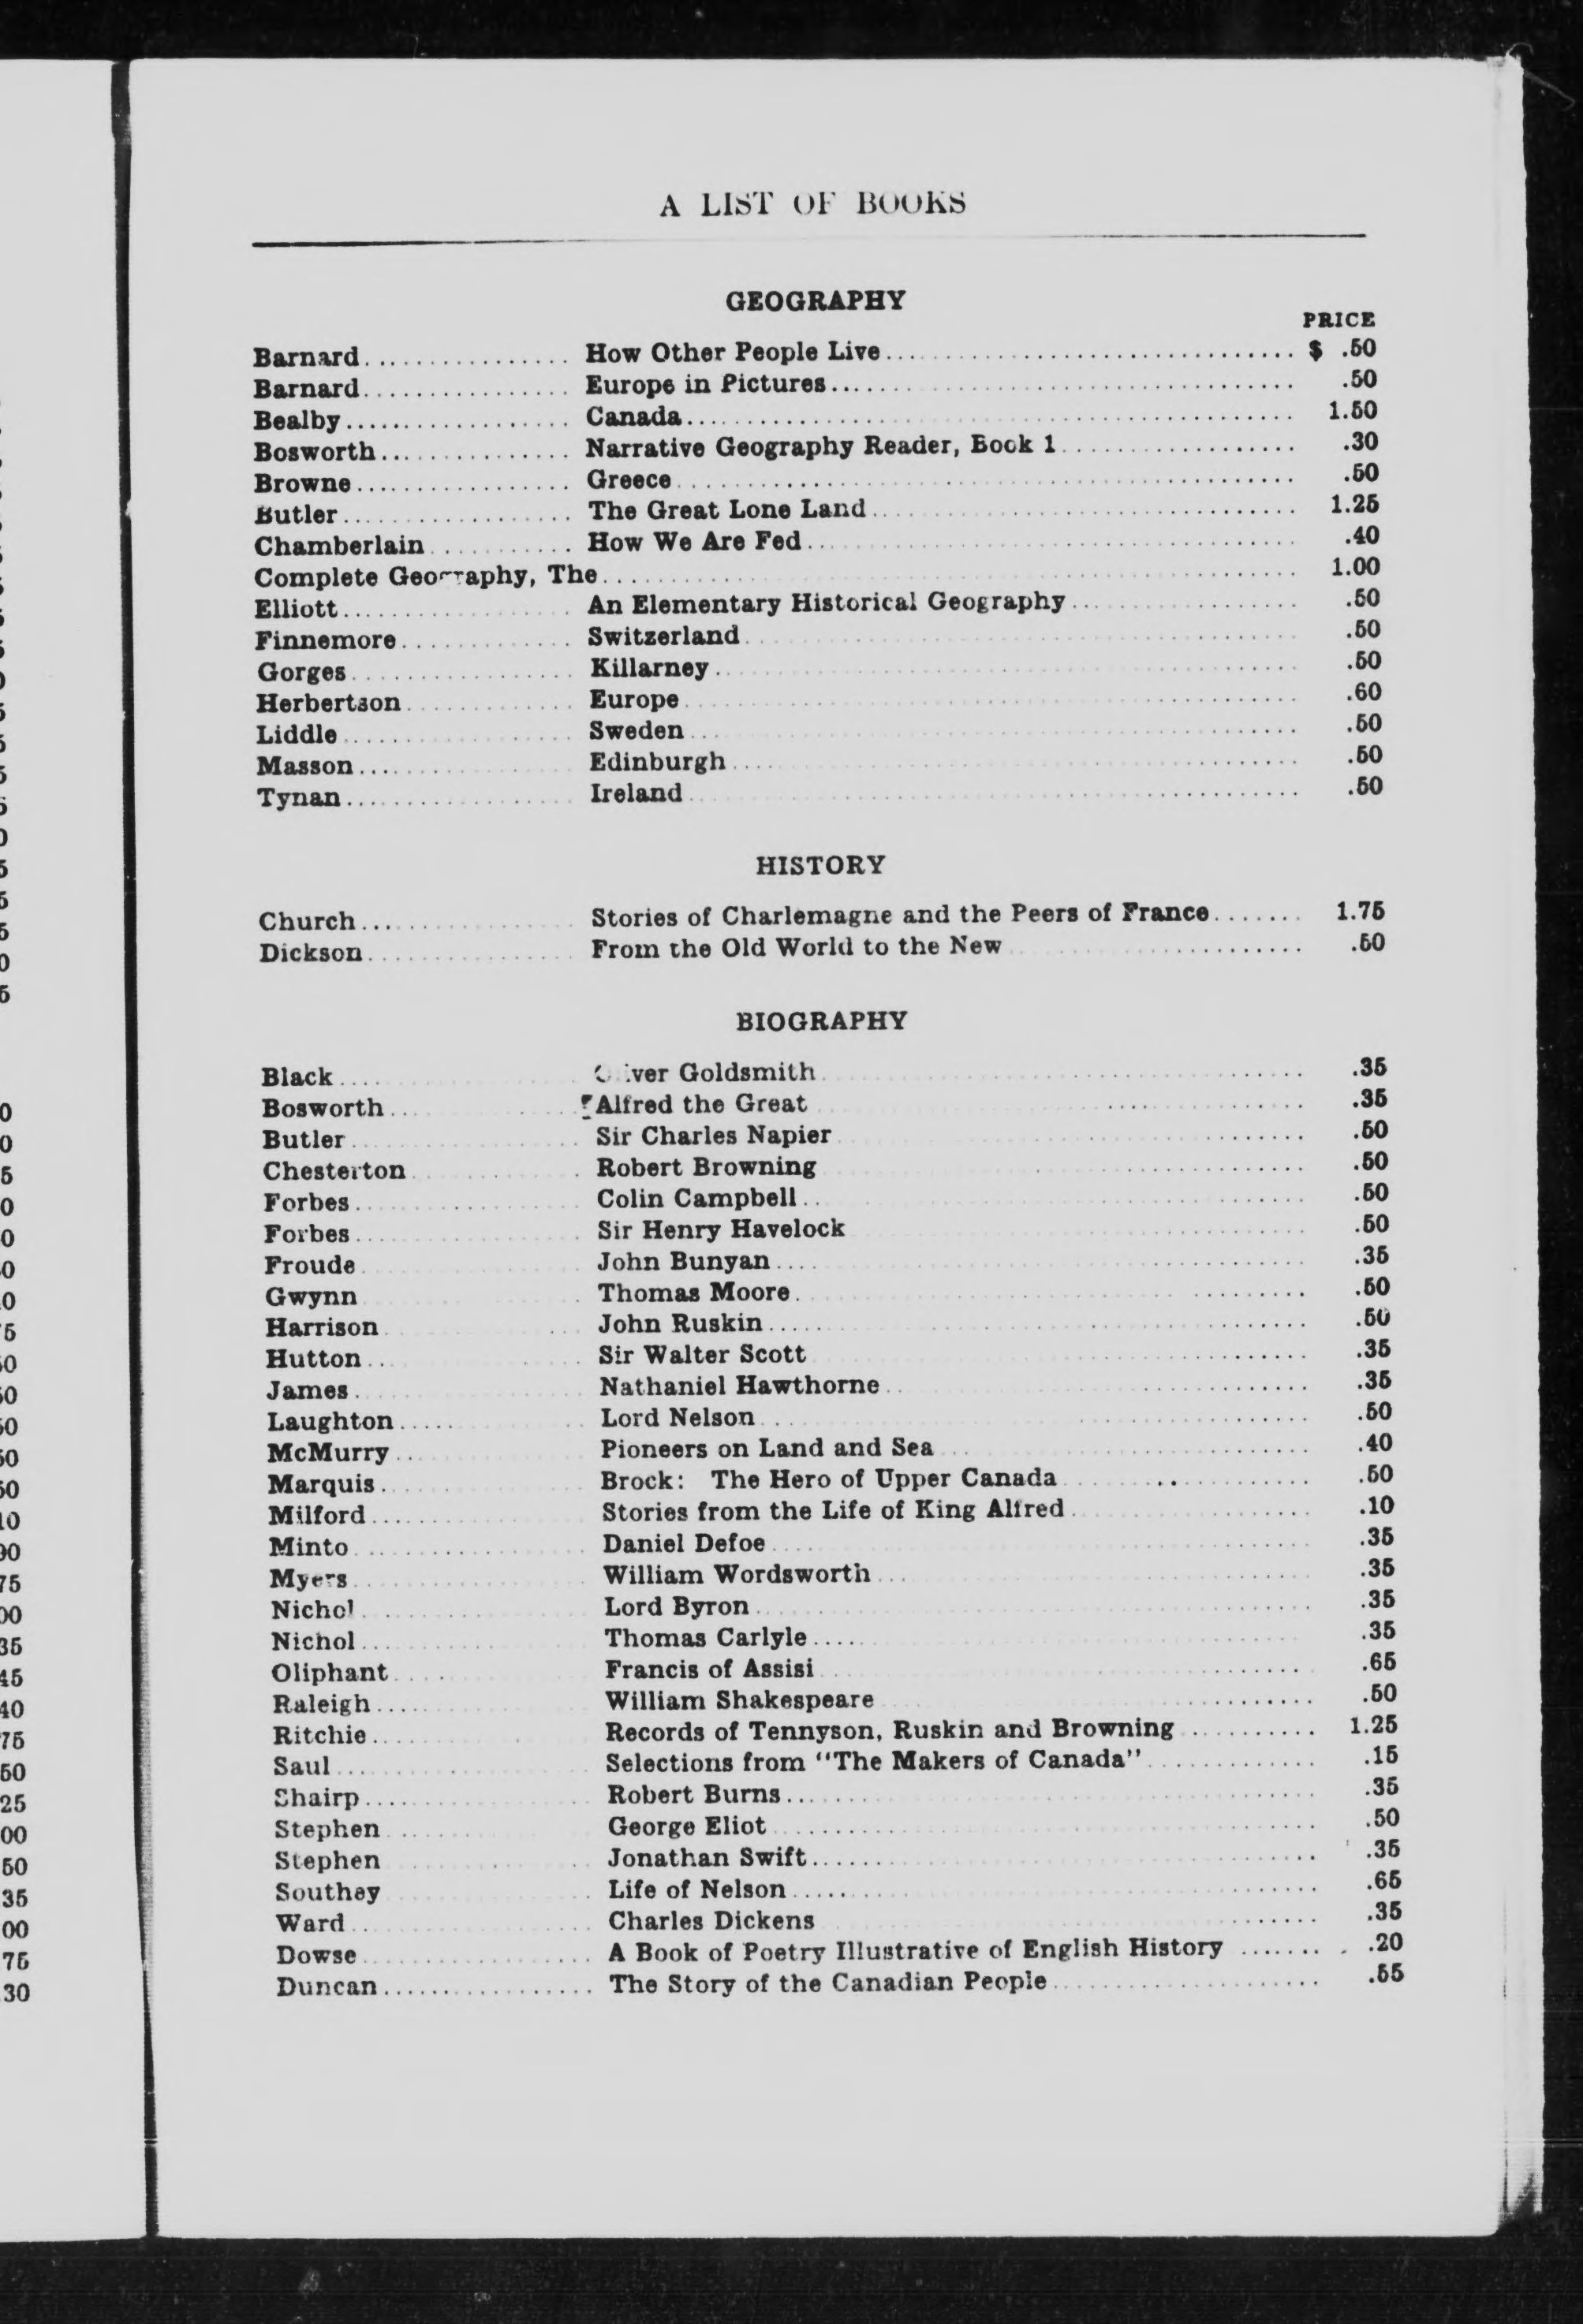 A LIST OF BOOKS
GEOGRAPHY
PRICE
Barnard................ How Other People Live.............................. $ .50
Barnard................ Europe in Pictures.............................. .50
Bealby................ Canada.............................. 1.50
Bosworth................ Narrative Geography Reader, Book 1.................. .30
Browne................ Greece.............................. .50
Butler................ The Great Lone Land.............................. 1.25
Chamberlain........... How We Are Fed.............................. .40
Complete Geography, The.............................. 1.00
Elliott................ An Elementary Historical Geography.................. .50
Finnemore............. Switzerland.............................. .50
Gorges................ Killarney.............................. .50
Herbertson............. Europe.............................. .60
Liddle................ Sweden.............................. .50
Masson................ Edinburgh.............................. .50
Tynan................ Ireland.............................. .50
HISTORY
Church................ Stories of Charlemagne and the Peers of France....... 1.75
Dickson................ From the Old World to the New.................... .50
BIOGRAPHY
Black................ Oliver Goldsmith.............................. .35
Bosworth................ Alfred the Great.............................. .35
Butler................ Sir Charles Napier.............................. .50
Chesterton............. Robert Browning.............................. .50
Forbes................ Colin Campbell.............................. .50
Forbes................ Sir Henry Havelock.............................. .50
Froude................ John Bunyan.............................. .35
Gwynn................ Thomas Moore.............................. .50
Harrison................ John Ruskin.............................. .50
Hutton................ Sir Walter Scott.............................. .35
James................ Nathaniel Hawthorne.............................. .35
Laughton................ Lord Nelson.............................. .50
McMurry................ Pioneers on Land and Sea.............................. .40
Marquis................ Brock: The Hero of Upper Canada.................. .50
Milford................ Stories from the Life of King Alfred.................. .10
Minto................ Daniel Defoe.............................. .35
Myers................ William Wordsworth.............................. .35
Nichol................ Lord Byron.............................. .35
Nichol................ Thomas Carlyle.............................. .35
Oliphant................ Francis of Assisi.............................. .65
Raleigh................ William Shakespeare.............................. .50
Ritchie................ Records of Tennyson, Ruskin and Browning........... 1.25
Saul................ Selections from "The Makers of Canada"............. .15
Shairp................ Robert Burns.............................. .35
Stephen................ George Eliot.............................. .50
Stephen................ Jonathan Swift.............................. .35
Southey................ Life of Nelson.............................. .65
Ward................ Charles Dickens.............................. .35
Dowse................ A Book of Poetry Illustrative of English History........ .20
Duncan................ The Story of the Canadian People.................... .55